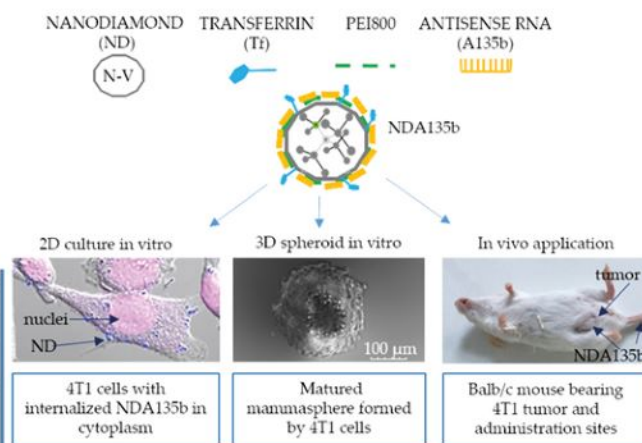 NANODIAMOND
(ND)
TRANSFERRIN
(Tf)
PEI800
ANTISENSE RNA
(A135b)
N-V
NDA135b
2D culture in vitro
3D spheroid in vitro
In vivo application
nuclei
ND
100 µm
tumor
NDA135b
4T1 cells with
internalized NDA135b in
cytoplasm
Matured
mammasphere formed
by 4T1 cells
Balb/c mouse bearing
4T1 tumor and
administration sites